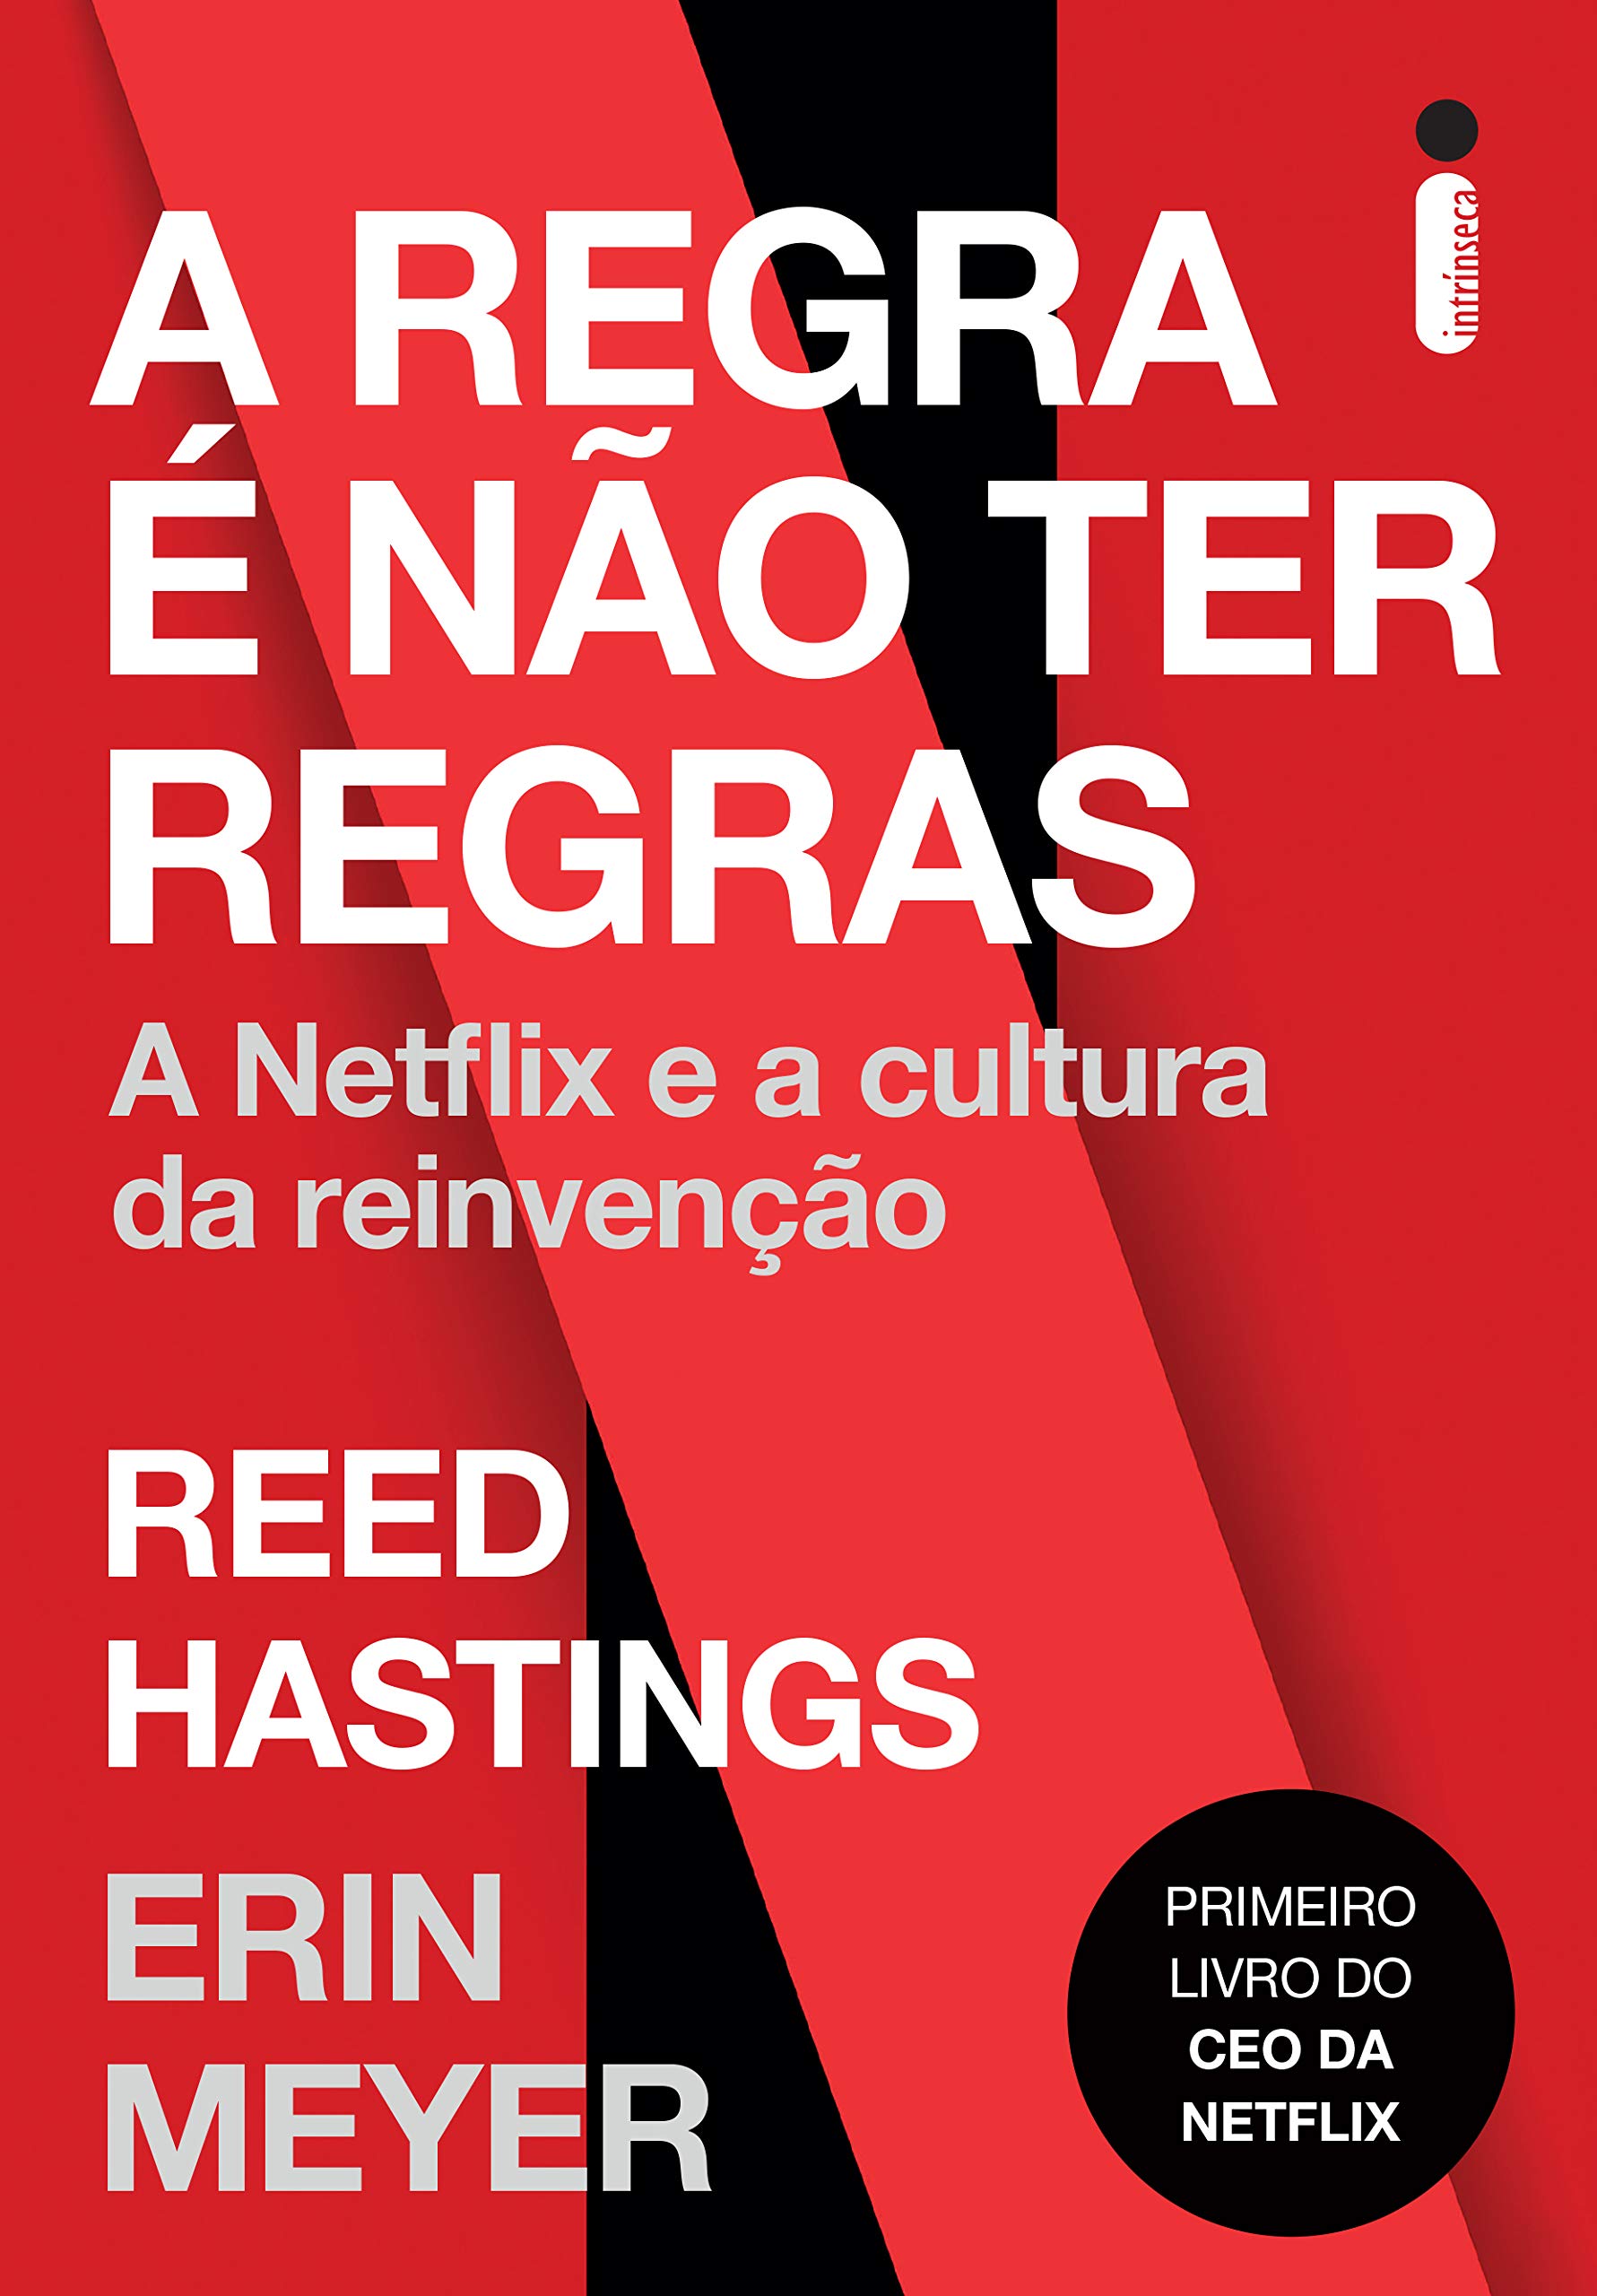 intrínseca
A REGRA
É NÃO TER
REGRAS
A Netflix e a cultura
da reinvenção
REED
HASTINGS
ERIN
MEYER
PRIMEIRO
LIVRO DO
CEO DA
NETFLIX